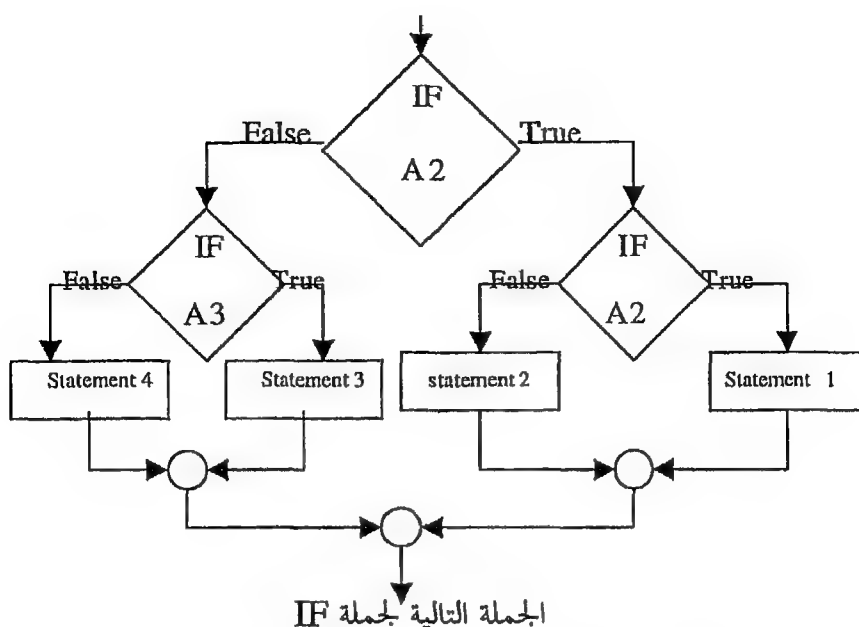 IF
False True
A2
IF IF
False True False True
A3 A2
Statement 4 Statement 3 statement 2 Statement 1
الجملة التالية لجملة IF